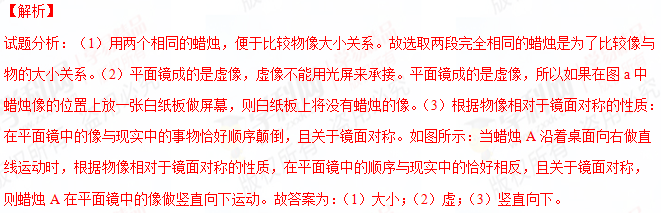 【解析】
试题分析：（1）用两个相同的蜡烛，便于比较物像大小关系。故选取两段完全相同的蜡烛是为了比较像与
物的大小关系。（2）平面镜成的是虚像，虚像不能用光屏来承接。平面镜成的是虚像，所以如果在图 a 中
蜡烛像的位置上放一张白纸板做屏幕，则白纸板上将没有蜡烛的像。（3）根据物像相对于镜面对称的性质：
在平面镜中的像与现实中的事物恰好顺序颠倒，且关于镜面对称。如图所示：当蜡烛 A 沿着桌面向右做直
线运动时，根据物像相对于镜面对称的性质，在平面镜中的顺序与现实中的恰好相反，且关于镜面对称，
则蜡烛 A 在平面镜中的像做竖直向下运动。故答案为：（1）大小；（2）虚；（3）竖直向下。